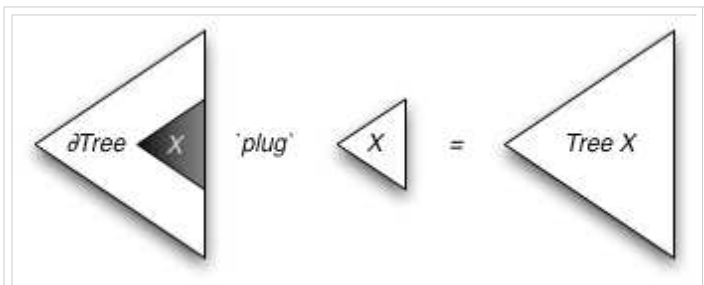 ∂Tree X `plug` X = Tree X